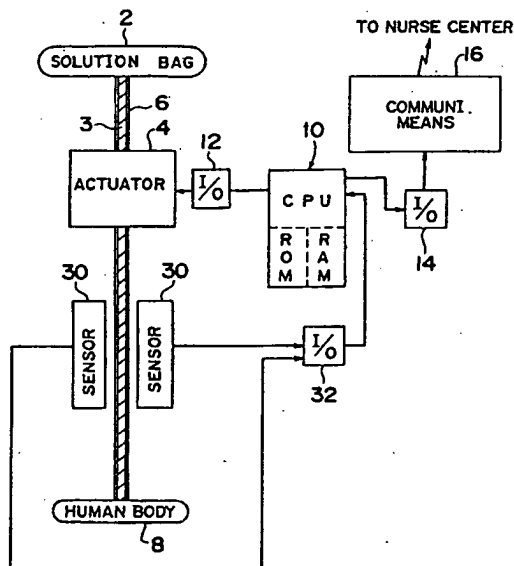 2
SOLUTION BAG
3
6
4
ACTUATOR
12
I/O
10
CPU
ROM
RAM
TO NURSE CENTER
16
COMMUNI.
MEANS
I/O
14
30
SENSOR
30
SENSOR
I/O
32
HUMAN BODY
8